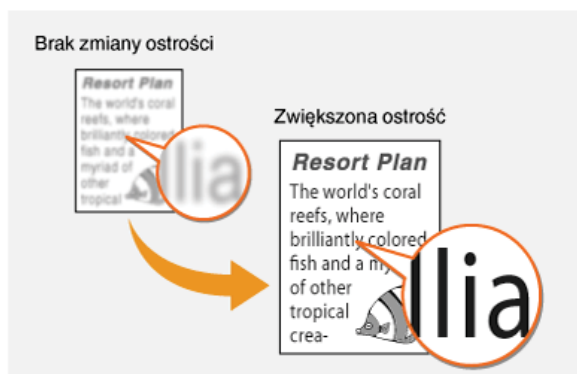 Brak zmiany ostrości
Resort Plan
The world's coral
reefs, where
brilliantly colored
fish and a
myriad of
other
tropical
lia
Zwiększona ostrość
Resort Plan
The world's coral
reefs, where
brilliantly colored
fish and a my
of other
tropical
crea-
llia